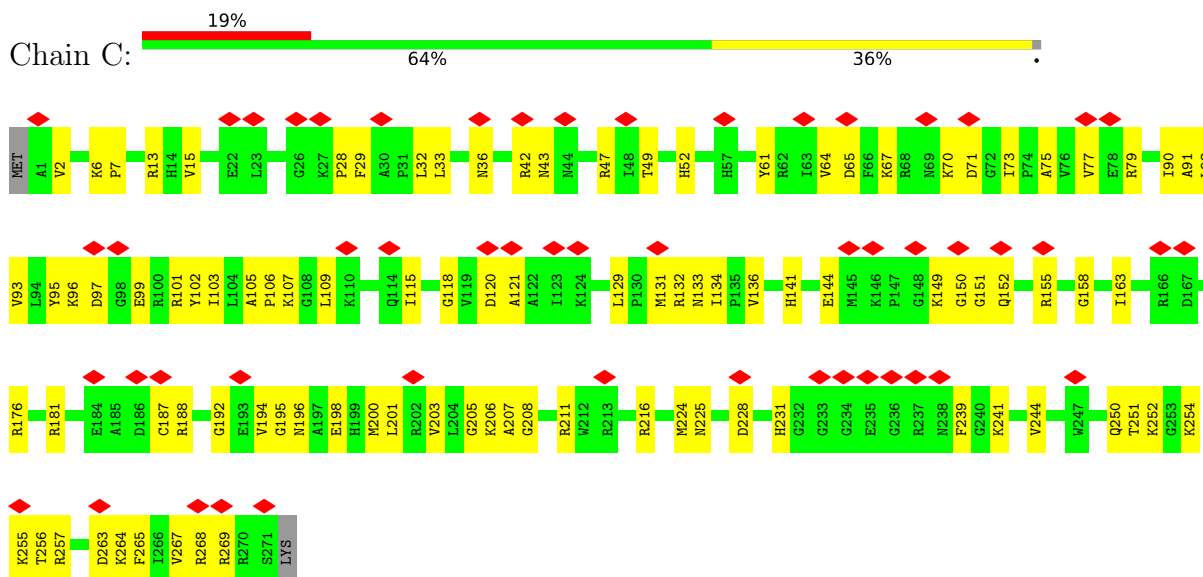 19%
Chain C:
64% 36% .
MET A1 V2 K6 P7 R13 H14 V15 E22 L23 G26 K27 P28 F29 A30 P31 L32 L33 N36 R42 N43 N44 R47 I48 T49 H52 H57 Y61 R62 I63 V64 D65 F66 K67 R68 N69 K70 D71 G72 I73 P74 A75 V76 V77 E78 R79 I90 A91
V93 L94 Y95 K96 D97 G98 E99 R100 R101 Y102 I103 L104 A105 P106 K107 G108 L109 K110 Q114 I115 G118 V119 D120 A121 A122 I123 K124 L129 P130 M131 R132 N133 I134 P135 V136 H141 E144 M145 K146 P147 G148 K149 G150 G151 Q152 R155 G158 I163 R166 D167
R176 R181 E184 A185 D186 C187 R188 G192 E193 V194 G195 N196 A197 E198 H199 M200 L201 R202 V203 L204 G205 K206 A207 G208 R211 W212 R213 R216 M224 N225 D228 H231 G232 G233 G234 E235 G236 R237 N238 F239 G240 K241 V244 W247 Q250 T251 K252 G253 K254
K255 T256 R257 D263 K264 F265 I266 V267 R268 R269 R270 S271 LYS